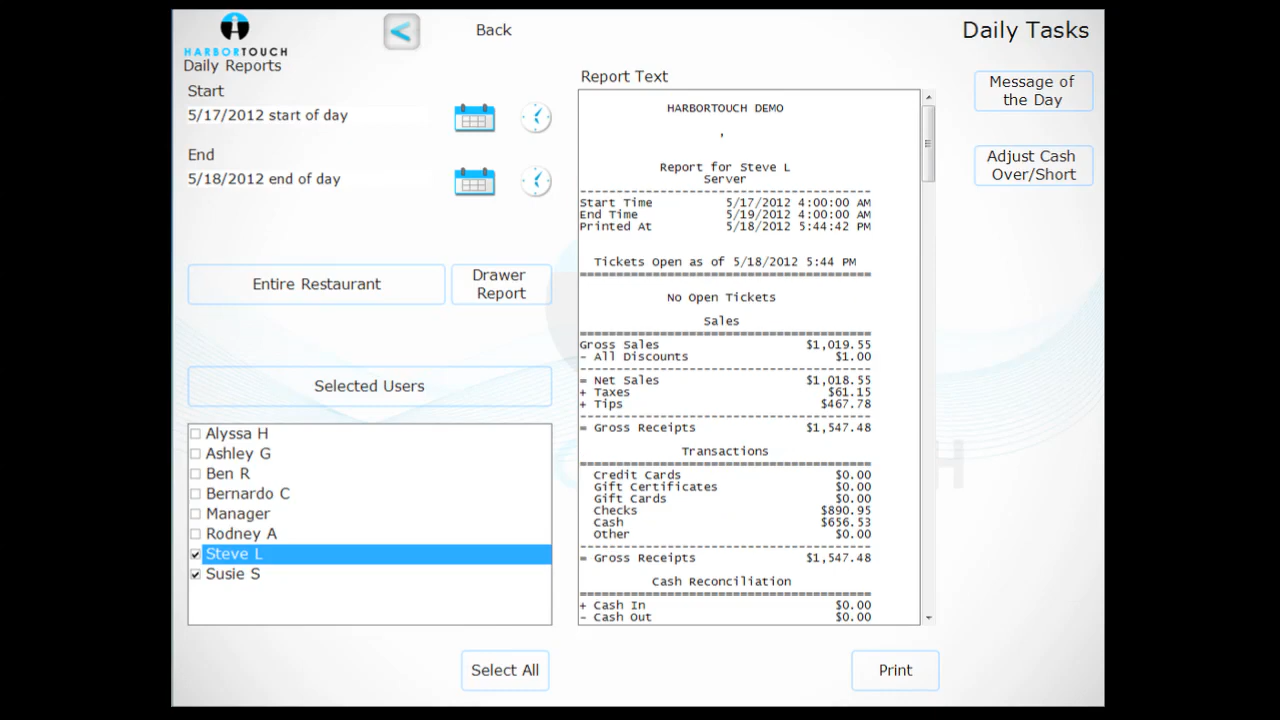 HARBORTOUCH
Daily Reports
Back
Daily Tasks
Start
5/17/2012 start of day
End
5/18/2012 end of day
Entire Restaurant
Drawer
Report
Selected Users
Alyssa H
Ashley G
Ben R
Bernardo C
Manager
Rodney A
Steve L
Susie S
Select All
Report Text
HARBORTOUCH DEMO
,
Report for Steve L
Server
--------------------------------
Start Time 5/17/2012 4:00:00 AM
End Time 5/19/2012 4:00:00 AM
Printed At 5/18/2012 5:44:42 PM
Tickets Open as of 5/18/2012 5:44 PM
================================
No Open Tickets
Sales
================================
Gross Sales $1,019.55
- All Discounts $1.00
--------------------------------
= Net Sales $1,018.55
+ Taxes $61.15
+ Tips $467.78
--------------------------------
= Gross Receipts $1,547.48
Transactions
================================
Credit Cards $0.00
Gift Certificates $0.00
Gift Cards $0.00
Checks $890.95
Cash $656.53
Other $0.00
--------------------------------
= Gross Receipts $1,547.48
Cash Reconciliation
================================
+ Cash In $0.00
- Cash Out $0.00
Print
Message of
the Day
Adjust Cash
Over/Short
H